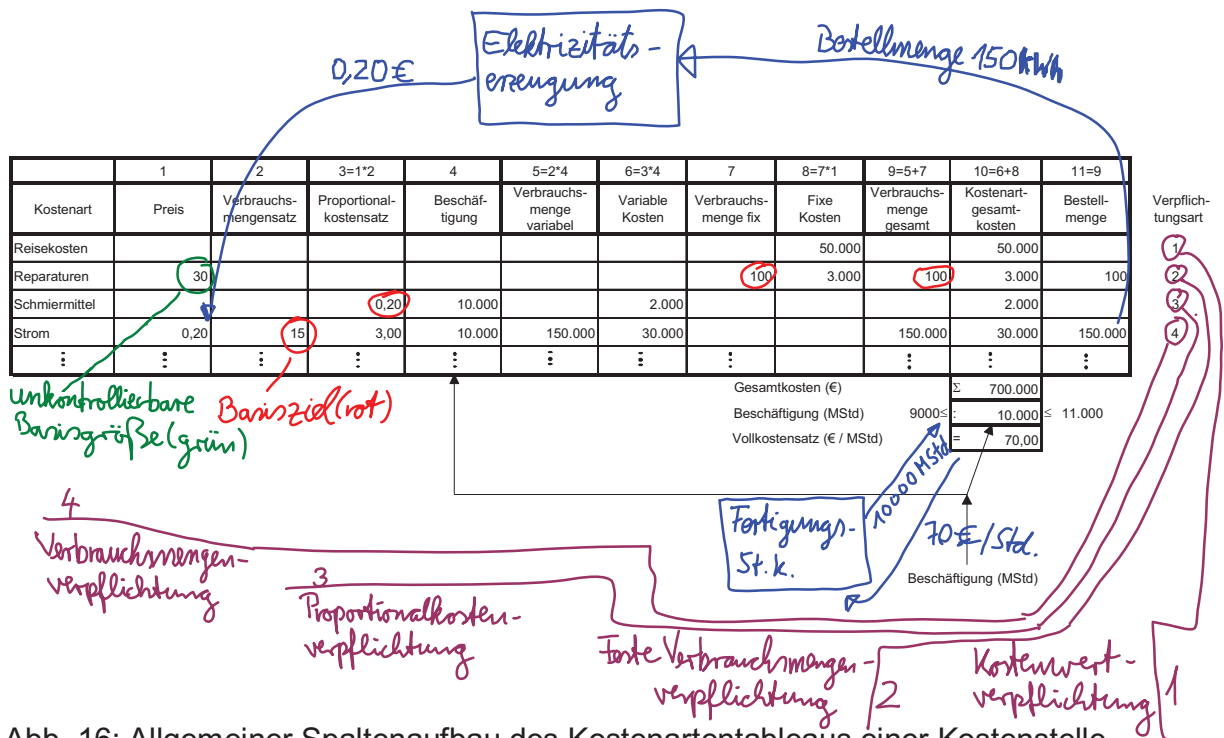 Elektrizitäts-
erzeugung
0,20€
Bestellmenge 150kWh
1 2 3=1*2 4 5=2*4 6=3*4 7 8=7*1 9=5+7 10=6+8 11=9
Kostenart Preis Verbrauchs-mengensatz Proportional-kostensatz Beschäf-tigung Verbrauchs-menge variabel Variable Kosten Verbrauchs-menge fix Fixe Kosten Verbrauchs-menge gesamt Kostenart-gesamt-kosten Bestell-menge Verpflich-tungsart
Reisekosten 50.000 50.000 1
Reparaturen 30 100 3.000 100 3.000 100 2
Schmiermittel 0,20 10.000 2.000 2.000 3
Strom 0,20 15 3,00 10.000 150.000 30.000 150.000 30.000 150.000 4
Gesamtkosten (€) Σ 700.000
Beschäftigung (MStd) 9000≤ : 10.000 ≤ 11.000
Vollkostensatz (€ / MStd) = 70,00
unkontrollierbare
Basisgröße (grün)
Basisziel (rot)
10000 MStd.
Fertigungs-
St.k.
70€/Std.
Beschäftigung (MStd)
4
Verbrauchsmengen-
verpflichtung
3
Proportionalkosten-
verpflichtung
Feste Verbrauchsmengen-
verpflichtung 2
Kostenwert-
verpflichtung 1
Abb. 16: Allgemeiner Spaltenaufbau des Kostenartentableaus einer Kostenstelle